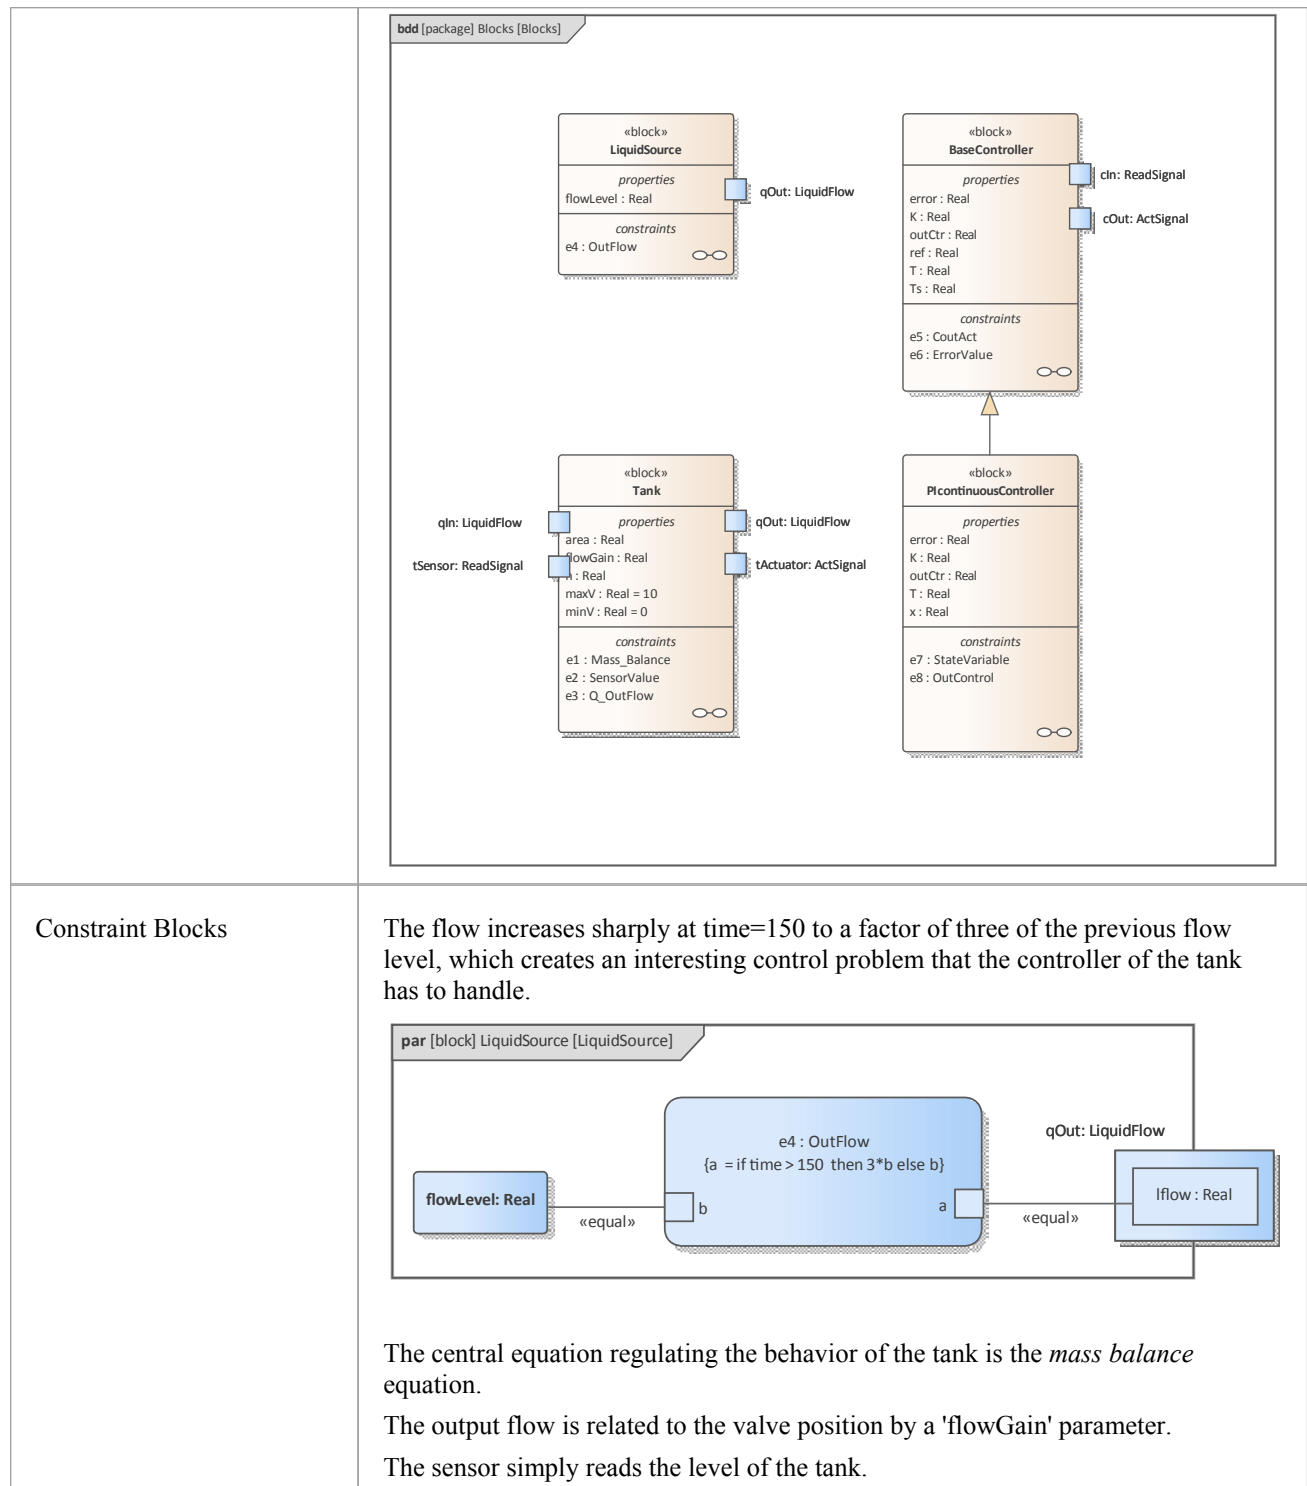 bdd [package] Blocks [Blocks]
«block»
LiquidSource
properties
flowLevel : Real
constraints
e4 : OutFlow
qOut: LiquidFlow
«block»
BaseController
properties
error : Real
K : Real
outCtr : Real
ref : Real
T : Real
Ts : Real
constraints
e5 : CoutAct
e6 : ErrorValue
cIn: ReadSignal
cOut: ActSignal
«block»
Tank
properties
area : Real
flowGain : Real
: Real
maxV : Real = 10
minV : Real = 0
constraints
e1 : Mass_Balance
e2 : SensorValue
e3 : Q_OutFlow
qIn: LiquidFlow
tSensor: ReadSignal
qOut: LiquidFlow
tActuator: ActSignal
«block»
PIcontinuousController
properties
error : Real
K : Real
outCtr : Real
T : Real
x : Real
constraints
e7 : StateVariable
e8 : OutControl
Constraint Blocks
The flow increases sharply at time=150 to a factor of three of the previous flow
level, which creates an interesting control problem that the controller of the tank
has to handle.
par [block] LiquidSource [LiquidSource]
flowLevel: Real
«equal»
e4 : OutFlow
{a = if time > 150 then 3*b else b}
b
a
«equal»
qOut: LiquidFlow
lflow : Real
The central equation regulating the behavior of the tank is the mass balance
equation.
The output flow is related to the valve position by a 'flowGain' parameter.
The sensor simply reads the level of the tank.